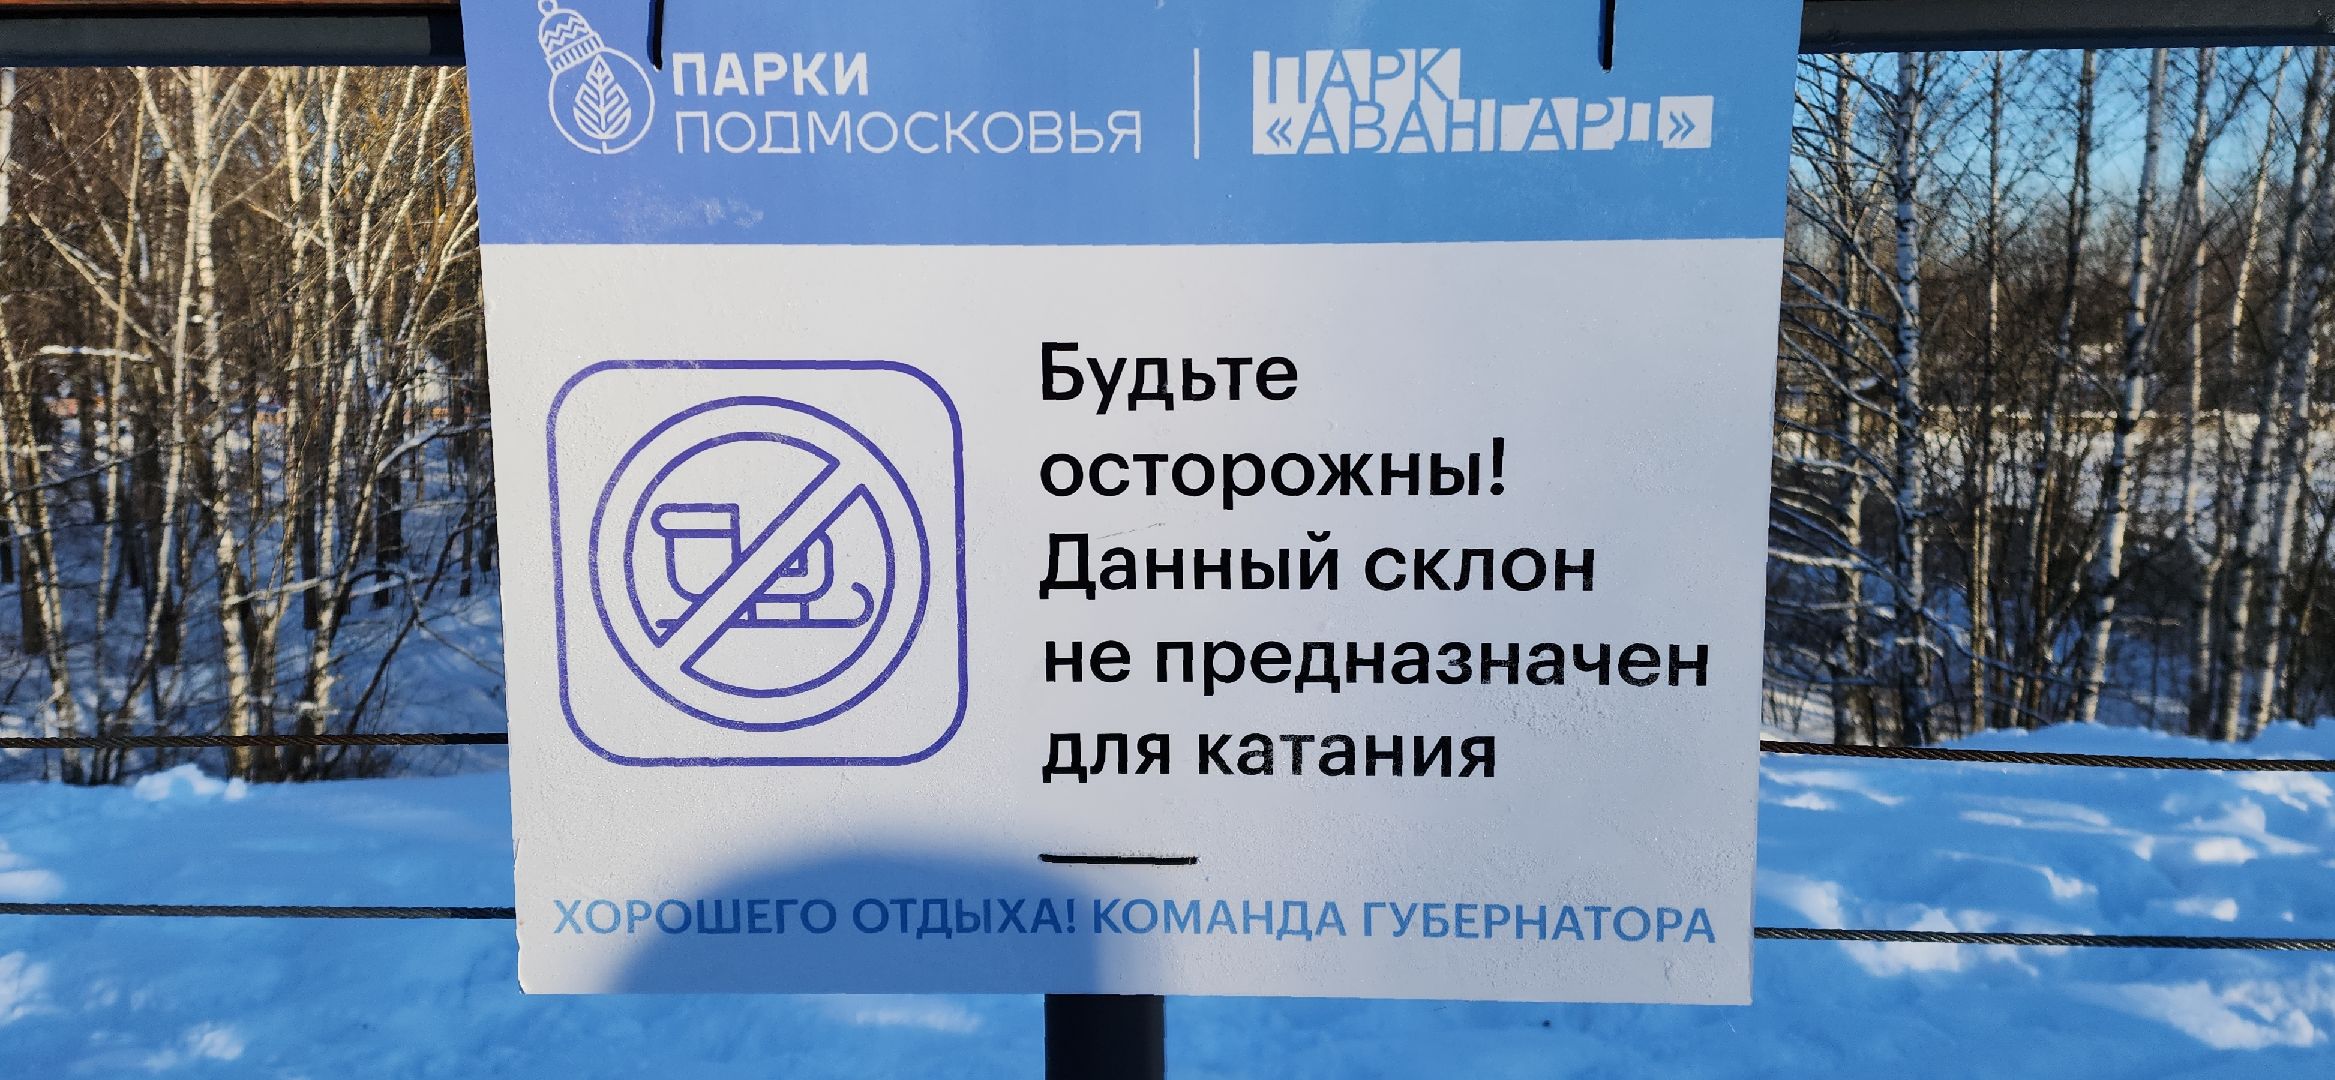 ПАРКИ
ПОДМОСКОВЬЯ
ПАРК
«АВАНГАРД»
Будьте
осторожны!
Данный склон
не предназначен
для катания
ХОРОШЕГО ОТДЫХА! КОМАНДА ГУБЕРНАТОРА